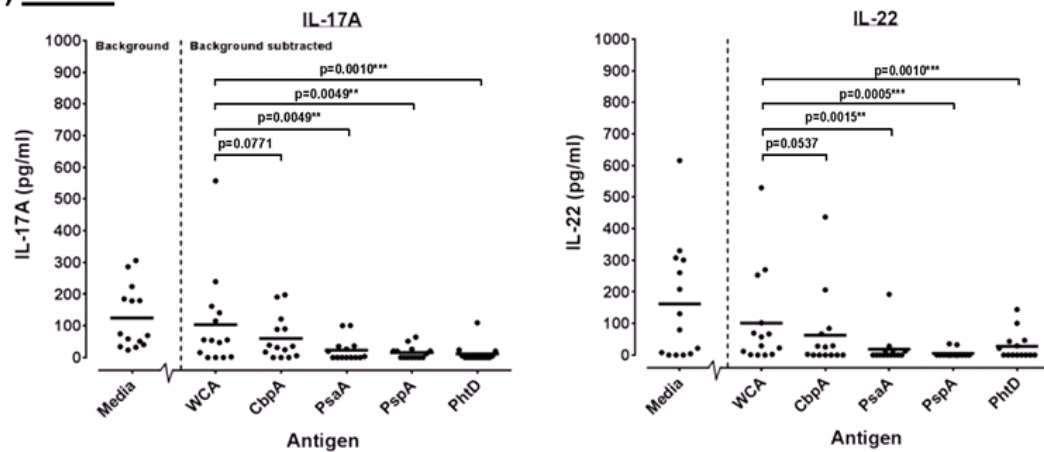 )
IL-17A
1000
900
800
700
600
500
400
300
200
100
0
IL-17A (pg/ml)
Background
Background subtracted
p=0.0010***
p=0.0049**
p=0.0049**
p=0.0771
Media
WCA
CbpA
PsaA
PspA
PhtD
Antigen
IL-22
1000
900
800
700
600
500
400
300
200
100
0
IL-22 (pg/ml)
p=0.0010***
p=0.0005***
p=0.0015**
p=0.0537
Media
WCA
CbpA
PsaA
PspA
PhtD
Antigen